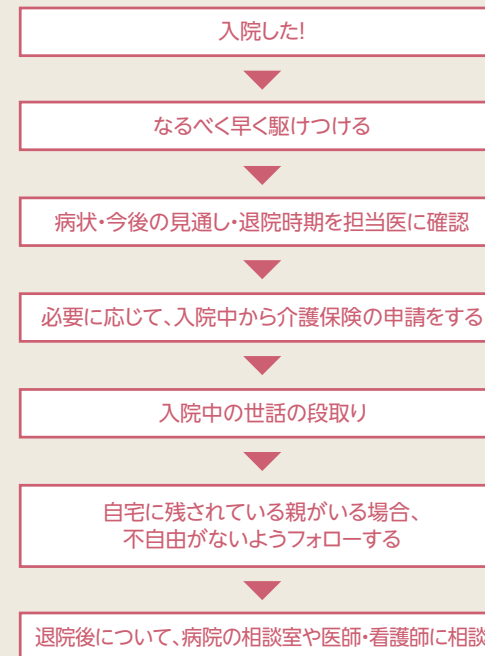 入院した!
なるべく早く駆けつける
病状・今後の見通し・退院時期を担当医に確認
必要に応じて、入院中から介護保険の申請をする
入院中の世話の段取り
自宅に残されている親がいる場合、
不自由がないようフォローする
退院後について、病院の相談室や医師・看護師に相談